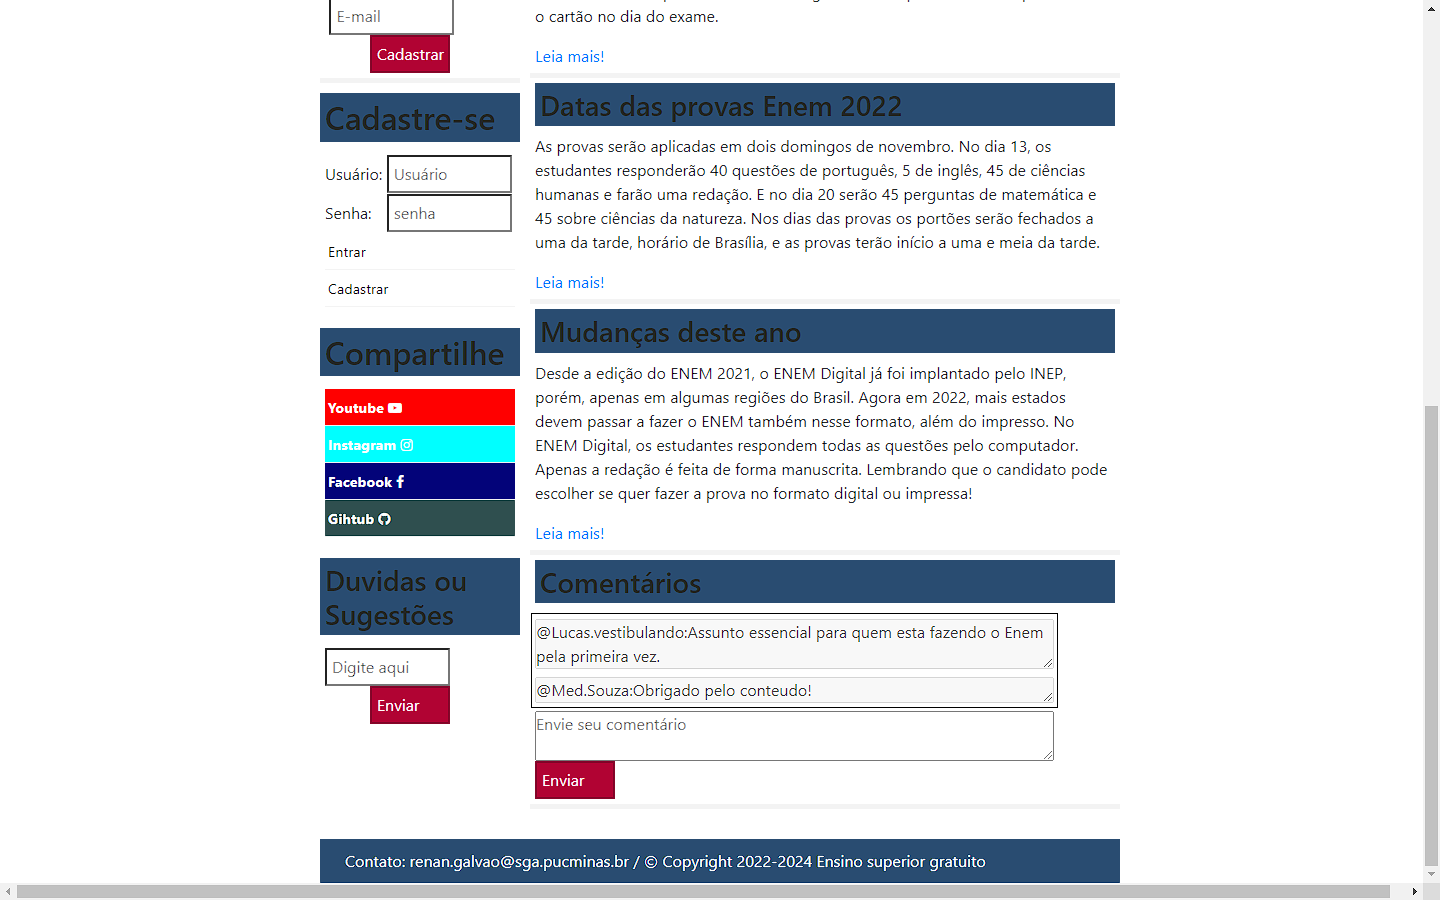 E-mail
Cadastrar
Cadastre-se
Usuário: Usuário
Senha: senha
Entrar
Cadastrar
Compartilhe
Youtube
Instagram
Facebook
Gihtub
Duvidas ou
Sugestões
Digite aqui
Enviar
o cartão no dia do exame.
Leia mais!
Datas das provas Enem 2022
As provas serão aplicadas em dois domingos de novembro. No dia 13, os
estudantes responderão 40 questões de português, 5 de inglês, 45 de ciências
humanas e farão uma redação. E no dia 20 serão 45 perguntas de matemática e
45 sobre ciências da natureza. Nos dias das provas os portões serão fechados a
uma da tarde, horário de Brasília, e as provas terão início a uma e meia da tarde.
Leia mais!
Mudanças deste ano
Desde a edição do ENEM 2021, o ENEM Digital já foi implantado pelo INEP,
porém, apenas em algumas regiões do Brasil. Agora em 2022, mais estados
devem passar a fazer o ENEM também nesse formato, além do impresso. No
ENEM Digital, os estudantes respondem todas as questões pelo computador.
Apenas a redação é feita de forma manuscrita. Lembrando que o candidato pode
escolher se quer fazer a prova no formato digital ou impressa!
Leia mais!
Comentários
@Lucas.vestibulando:Assunto essencial para quem esta fazendo o Enem
pela primeira vez.
@Med.Souza:Obrigado pelo conteudo!
Envie seu comentário
Enviar
Contato: renan.galvao@sga.pucminas.br / © Copyright 2022-2024 Ensino superior gratuito